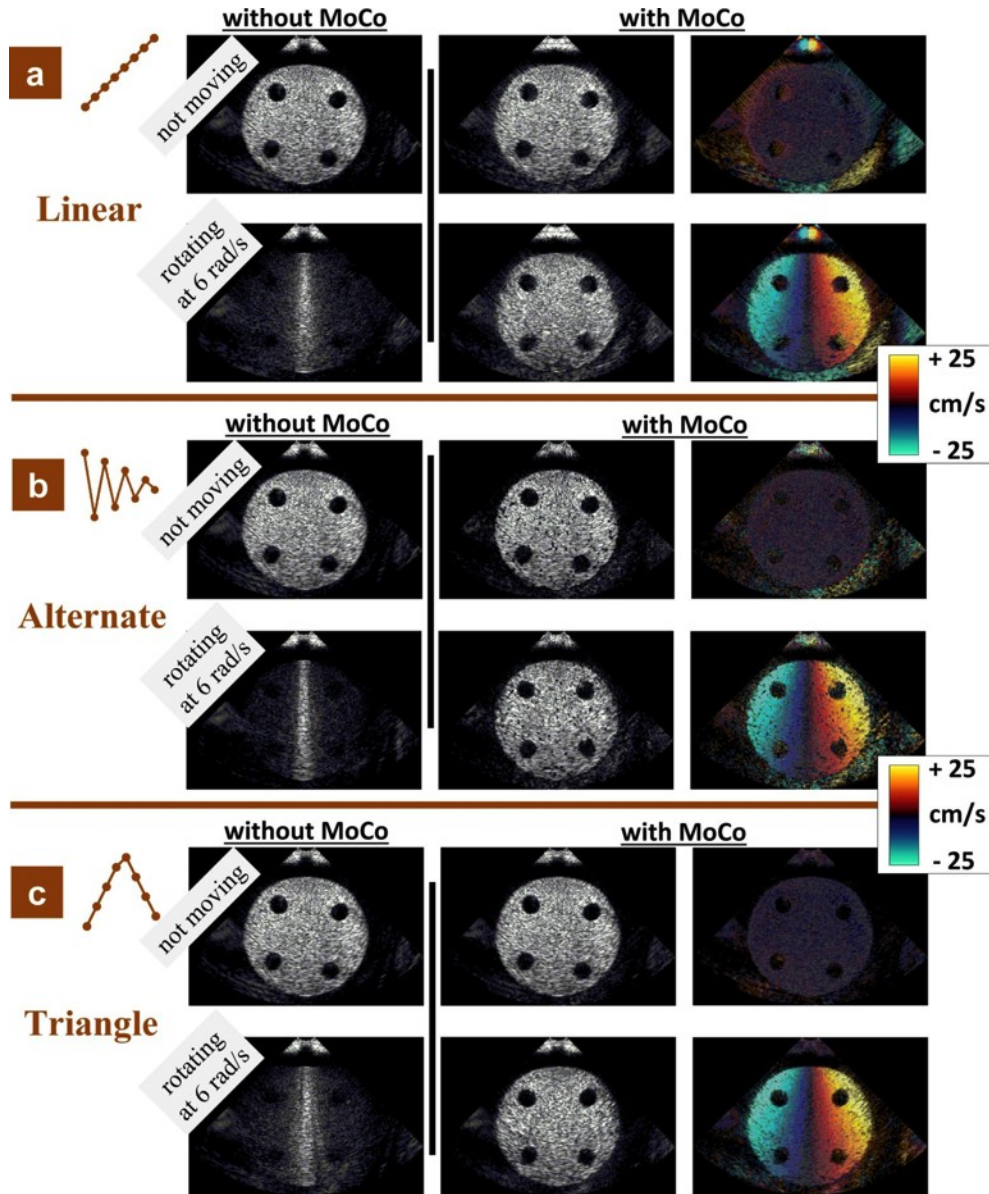 without MoCo
with MoCo
a
not moving
Linear
rotating
at 6 rad/s
+ 25
cm/s
- 25
without MoCo
with MoCo
b
not moving
Alternate
rotating
at 6 rad/s
+ 25
cm/s
- 25
without MoCo
with MoCo
c
not moving
Triangle
rotating
at 6 rad/s